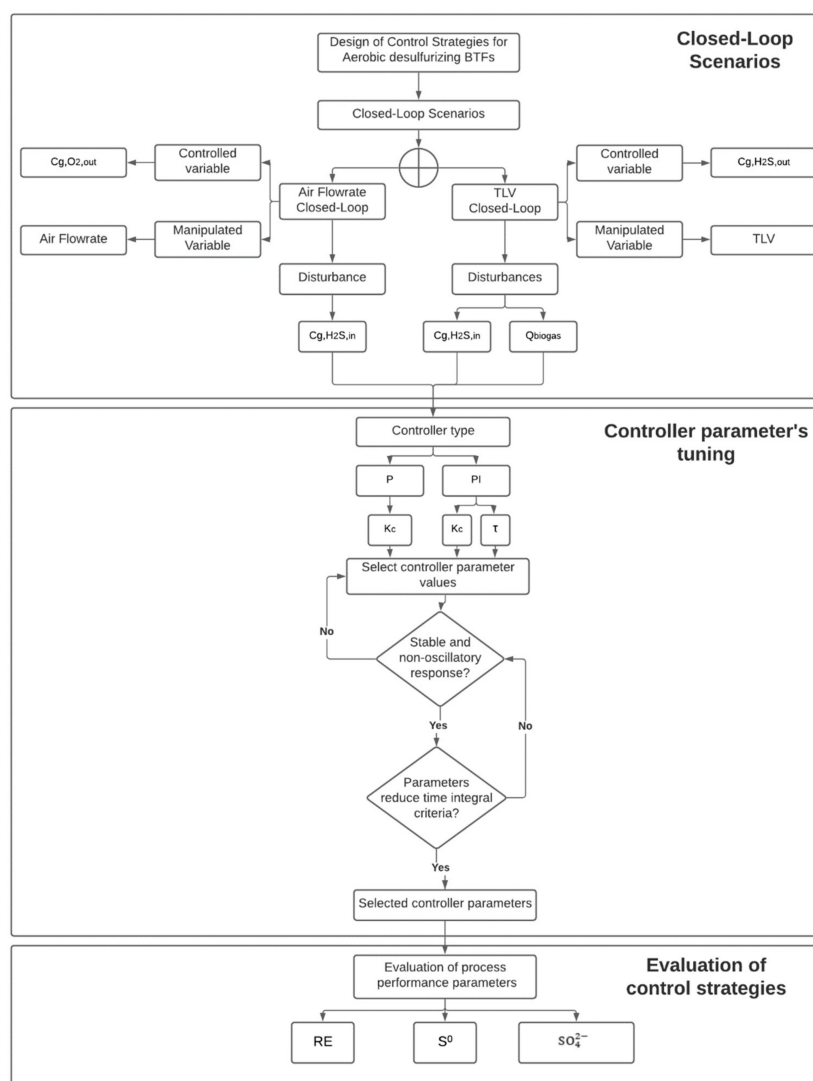 Closed-Loop
Scenarios
Design of Control Strategies for
Aerobic desulfurizing BTFs
Closed-Loop Scenarios
Cg,O2,out
Controlled
variable
Controlled
variable
Cg,H2S,out
Air Flowrate
Closed-Loop
TLV
Closed-Loop
Air Flowrate
Manipulated
Variable
Manipulated
Variable
TLV
Disturbance
Disturbances
Cg,H2S,in
Cg,H2S,in
Qbiogas
Controller parameter's
tuning
Controller type
P
PI
Kc
Kc
τ
Select controller parameter
values
No
Stable and
non-oscillatory
response?
Yes
No
Parameters
reduce time integral
criteria?
Yes
Selected controller parameters
Evaluation of
control strategies
Evaluation of process
performance parameters
RE
S⁰
SO₄²⁻